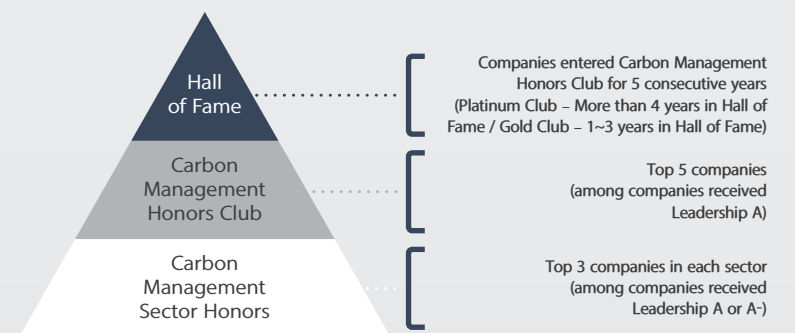 Hall
of Fame
Companies entered Carbon Management
Honors Club for 5 consecutive years
(Platinum Club – More than 4 years in Hall of
Fame / Gold Club – 1~3 years in Hall of Fame)
Carbon
Management
Honors Club
Top 5 companies
(among companies received
Leadership A)
Carbon
Management
Sector Honors
Top 3 companies in each sector
(among companies received
Leadership A or A-)